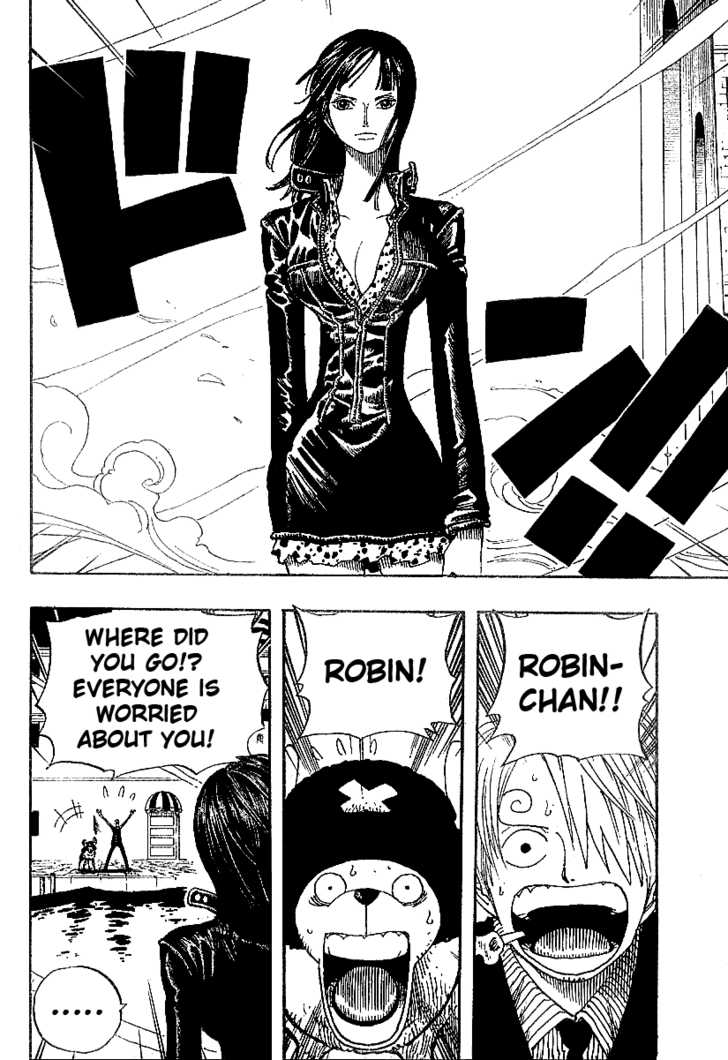 ドーン!!
ROBIN-
CHAN!!
ROBIN!
WHERE DID
YOU GO!?
EVERYONE IS
WORRIED
ABOUT YOU!
.....